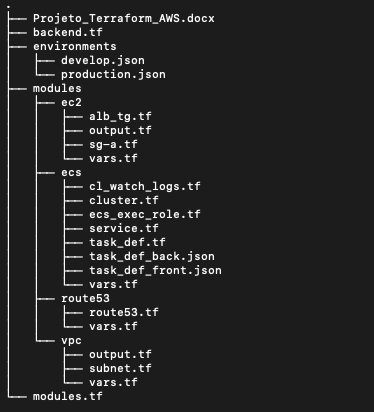 .
├── Projeto_Terraform_AWS.docx
├── backend.tf
├── environments
│   ├── develop.json
│   └── production.json
├── modules
│   ├── ec2
│   │   ├── alb_tg.tf
│   │   ├── output.tf
│   │   ├── sg-a.tf
│   │   └── vars.tf
│   ├── ecs
│   │   ├── cl_watch_logs.tf
│   │   ├── cluster.tf
│   │   ├── ecs_exec_role.tf
│   │   ├── service.tf
│   │   ├── task_def.tf
│   │   ├── task_def_back.json
│   │   ├── task_def_front.json
│   │   └── vars.tf
│   ├── route53
│   │   ├── route53.tf
│   │   └── vars.tf
│   └── vpc
│       ├── output.tf
│       ├── subnet.tf
│       └── vars.tf
└── modules.tf